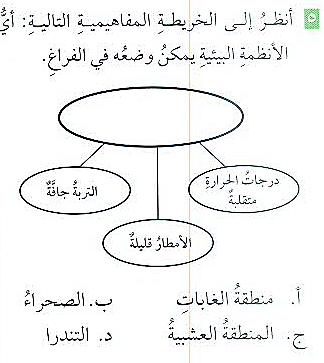 ٥ أنظرُ إلى الخريطةِ المفاهيميةِ التاليةِ: أيُّ
الأنظمةِ البيئيةِ يمكنُ وضعُه في الفراغِ.
درجاتُ الحرارةِ متقلبةٌ
التربةُ جافَّةٌ
الأمطارُ قليلةٌ
أ. منطقةُ الغاباتِ
ب. الصحراءُ
ج. المنطقةُ العشبيةُ
د. التندرا